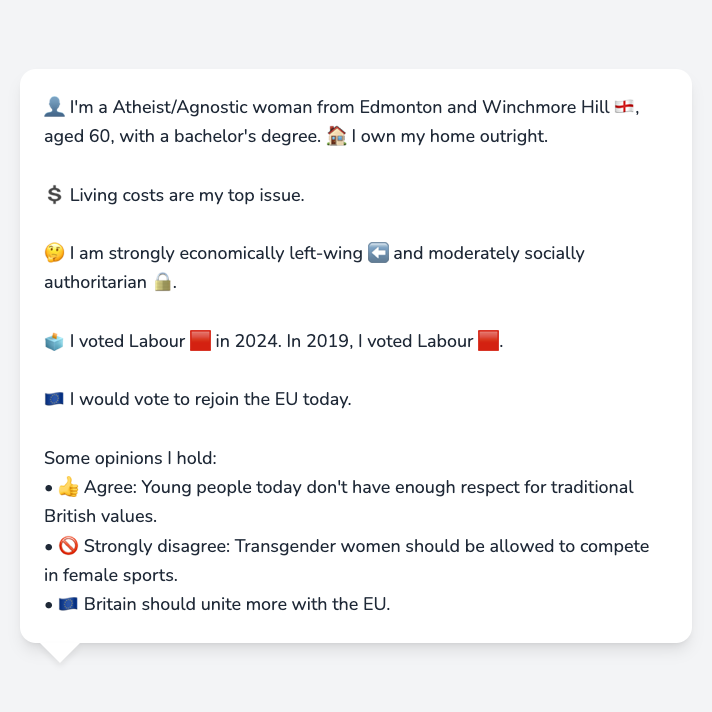 👤 I'm a Atheist/Agnostic woman from Edmonton and Winchmore Hill 🏴󠁧󠁢󠁥󠁮󠁧󠁿,
aged 60, with a bachelor's degree. 🏠 I own my home outright.
💲 Living costs are my top issue.
🤔 I am strongly economically left-wing ⬅️ and moderately socially
authoritarian 🔒.
🗳️ I voted Labour 🟥 in 2024. In 2019, I voted Labour 🟥.
🇪🇺 I would vote to rejoin the EU today.
Some opinions I hold:
• 👍 Agree: Young people today don't have enough respect for traditional
British values.
• 🚫 Strongly disagree: Transgender women should be allowed to compete
in female sports.
• 🇪🇺 Britain should unite more with the EU.